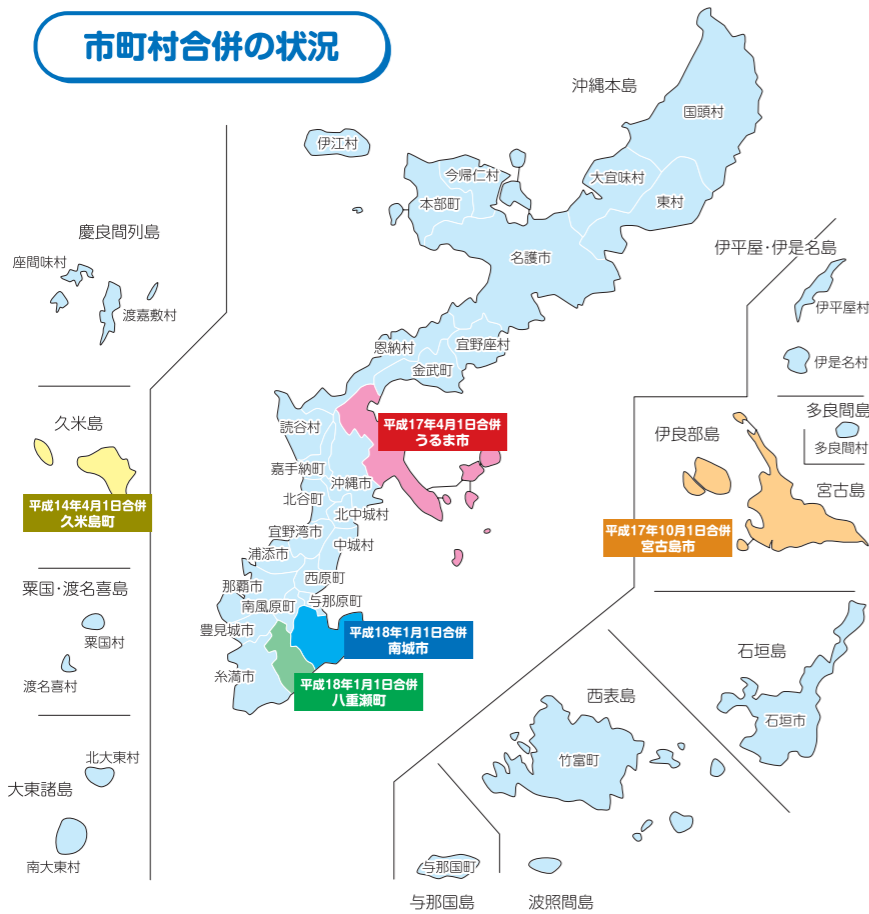 市町村合併の状況
沖縄本島
国頭村
大宜味村
東村
伊江村
今帰仁村
本部町
名護市
恩納村
宜野座村
金武町
読谷村
平成17年4月1日合併
うるま市
嘉手納町
沖縄市
北谷町
北中城村
宜野湾市
中城村
浦添市
西原町
那覇市
南風原町
与那原町
豊見城市
平成18年1月1日合併
南城市
糸満市
平成18年1月1日合併
八重瀬町
慶良間列島
座間味村
渡嘉敷村
久米島
平成14年4月1日合併
久米島町
粟国・渡名喜島
粟国村
渡名喜村
北大東村
大東諸島
南大東村
伊平屋・伊是名島
伊平屋村
伊是名村
多良間島
多良間村
伊良部島
宮古島
平成17年10月1日合併
宮古島市
石垣島
石垣市
西表島
竹富町
与那国町
与那国島
波照間島